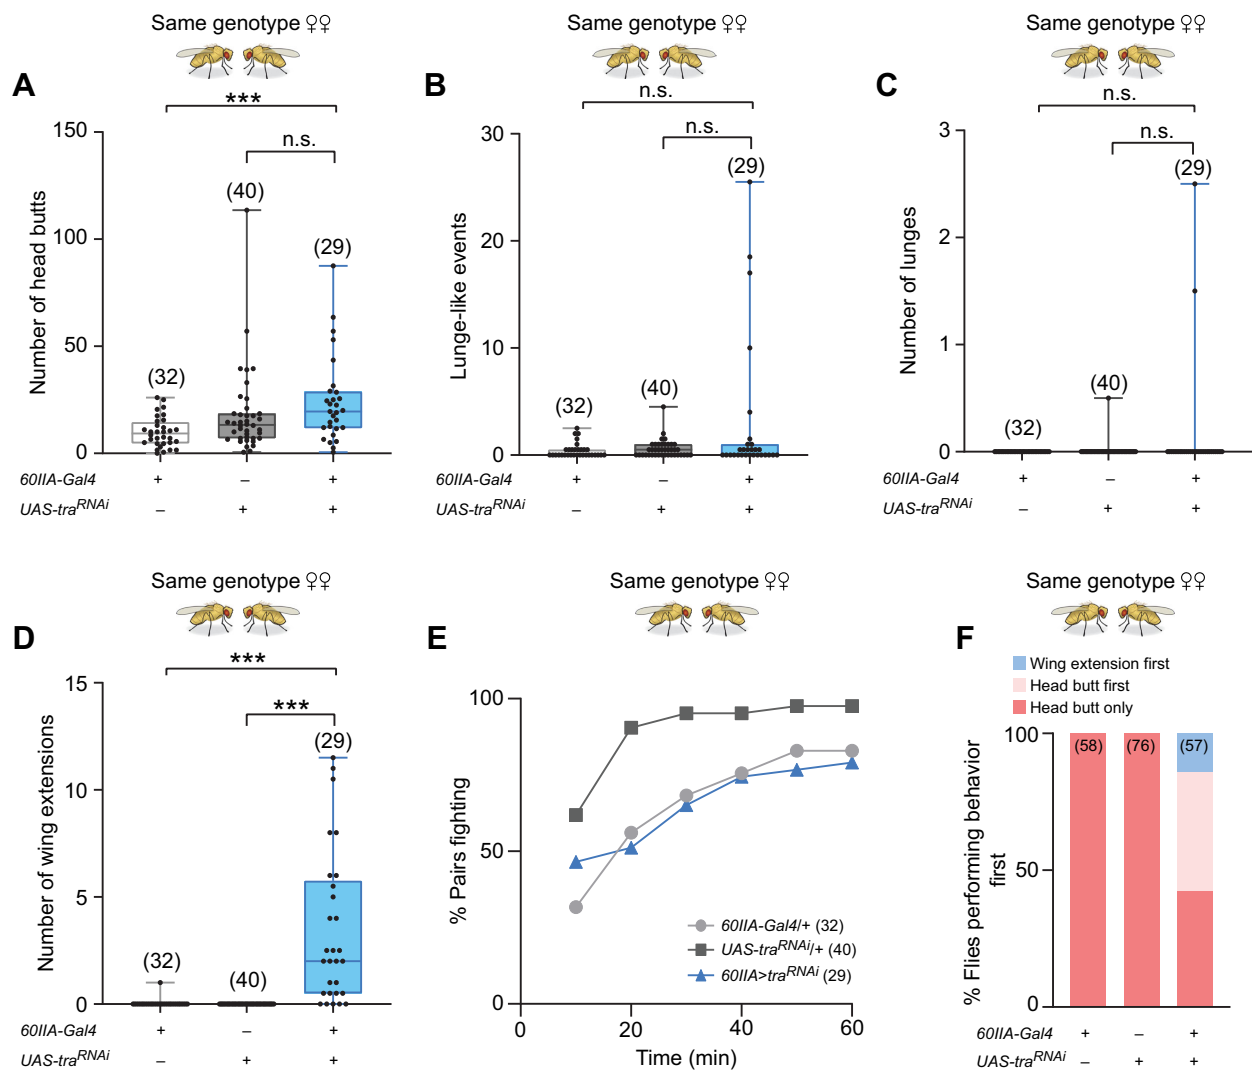 Same genotype ♀♀
Same genotype ♀♀
Same genotype ♀♀
A
***
n.s.
150
100
50
0
Number of head butts
(32)
(40)
(29)
60IIA-Gal4 + – +
UAS-tra^RNAi – + +
B
n.s.
n.s.
30
20
10
0
Lunge-like events
(32)
(40)
(29)
+ – +
– + +
C
n.s.
n.s.
3
2
1
0
Number of lunges
(32)
(40)
(29)
60IIA-Gal4 + – +
UAS-tra^RNAi – + +
Same genotype ♀♀
Same genotype ♀♀
Same genotype ♀♀
D
***
***
15
10
5
0
Number of wing extensions
(32)
(40)
(29)
60IIA-Gal4 + – +
UAS-tra^RNAi – + +
E
100
50
0
% Pairs fighting
60IIA-Gal4/+ (32)
UAS-tra^RNAi/+ (40)
60IIA>tra^RNAi (29)
0 20 40 60
Time (min)
F
Wing extension first
Head butt first
Head butt only
100
50
0
% Flies performing behavior
first
(58) (76) (57)
60IIA-Gal4 + – +
UAS-tra^RNAi – + +